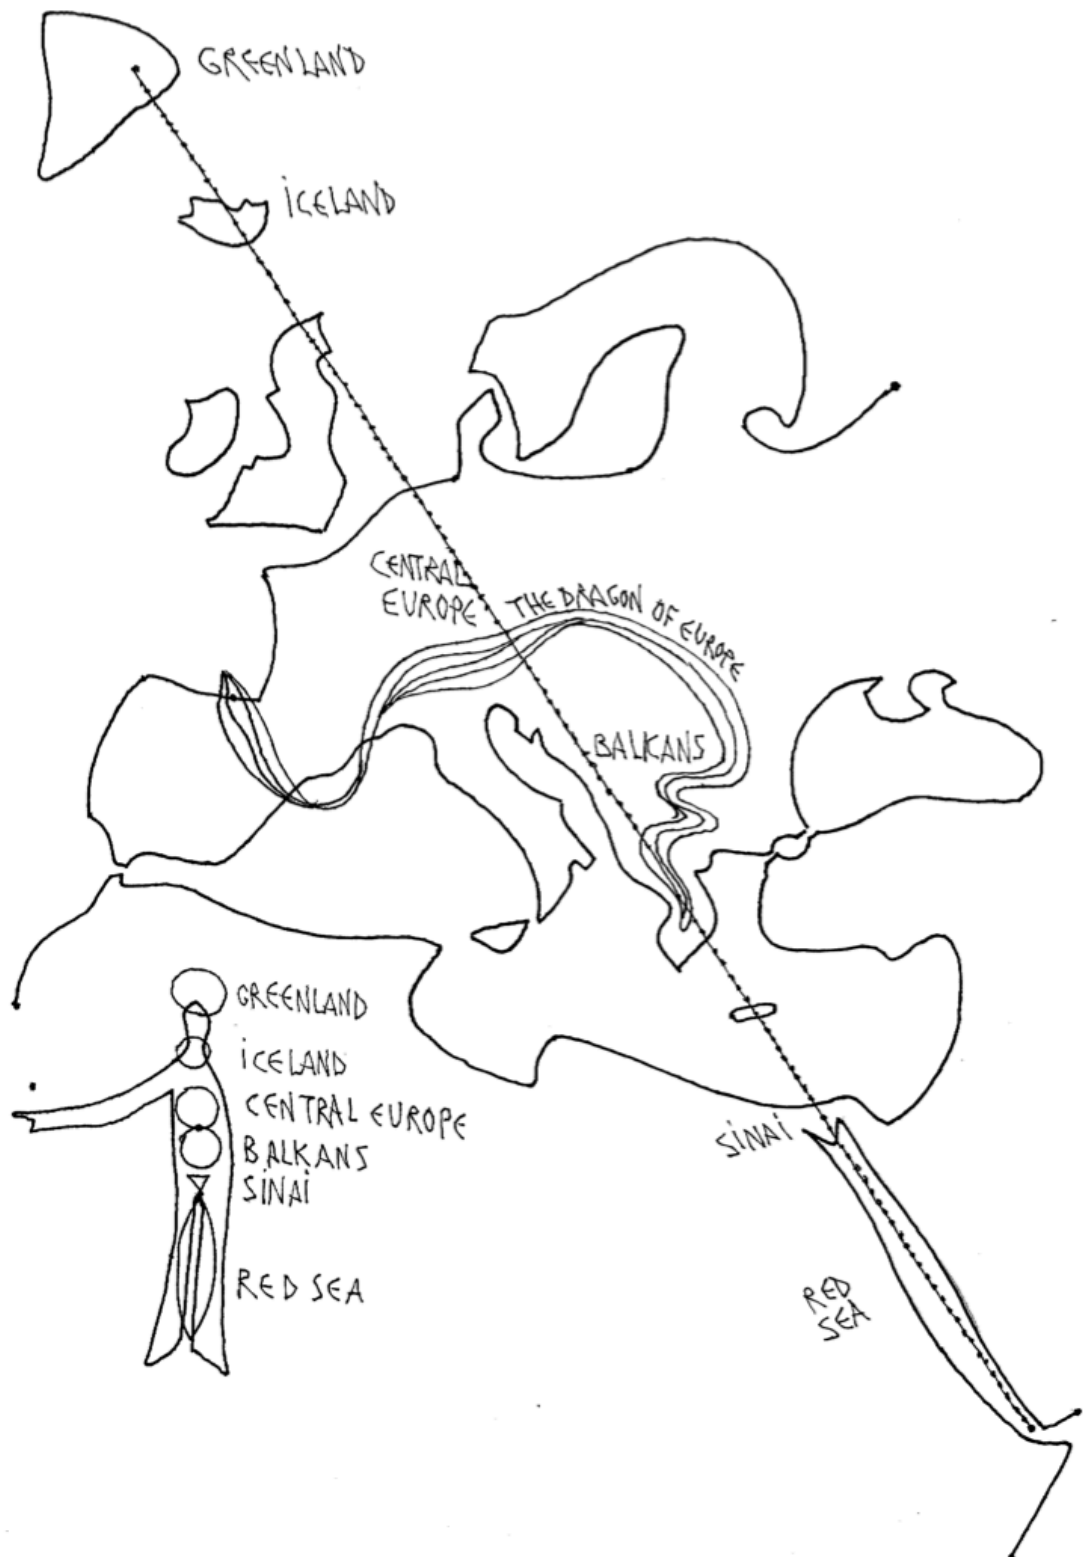 GREENLAND
iCELAND
CENTRAL
EUROPE
THE DRAGON OF EUROPE
BALKANS
GREENLAND
iCELAND
CENTRAL EUROPE
BALKANS
SiNAi
RED SEA
SiNAi
RED
SEA